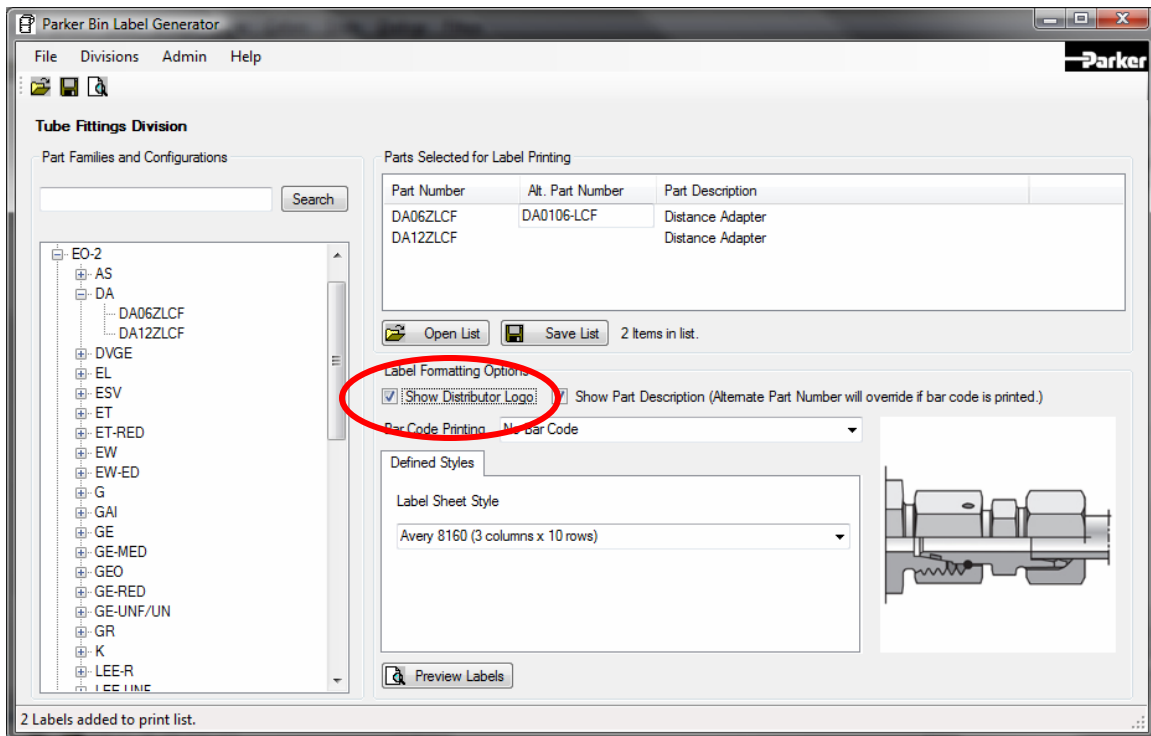 Parker Bin Label Generator
File Divisions Admin Help
Parker
Tube Fittings Division
Part Families and Configurations
Search
EO-2
AS
DA
DA06ZLCF
DA12ZLCF
DVGE
EL
ESV
ET
ET-RED
EW
EW-ED
G
GAI
GE
GE-MED
GEO
GE-RED
GE-UNF/UN
GR
K
LEE-R
LEE-UNF
Parts Selected for Label Printing
Part Number Alt. Part Number Part Description
DA06ZLCF DA0106-LCF Distance Adapter
DA12ZLCF Distance Adapter
Open List Save List 2 Items in list.
Label Formatting Options
Show Distributor Logo Show Part Description (Alternate Part Number will override if bar code is printed.)
Bar Code Printing No Bar Code
Defined Styles
Label Sheet Style
Avery 8160 (3 columns x 10 rows)
Preview Labels
2 Labels added to print list.